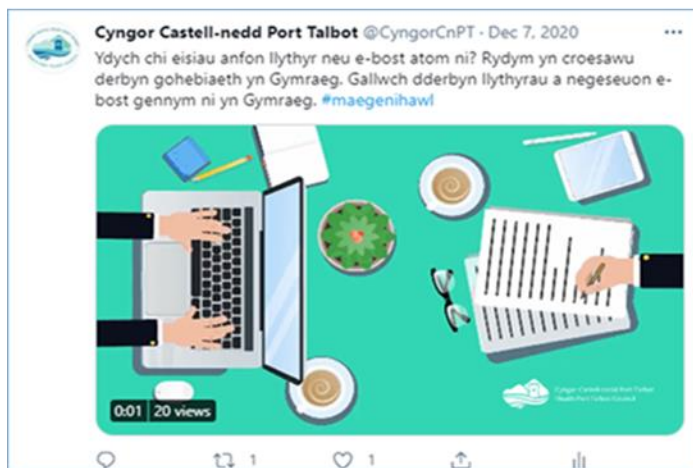 Cyngor Castell-nedd Port Talbot @CyngorCnPT · Dec 7, 2020
Ydych chi eisiau anfon llythyr neu e-bost atom ni? Rydym yn croesawu
derbyn gohebiaeth yn Gymraeg. Gallwch dderbyn llythyrau a negeseuon e-
bost gennym ni yn Gymraeg. #maegenihawl
Cyngor Castell-nedd Port Talbot
Neath Port Talbot Council
0:01 20 views
1 1